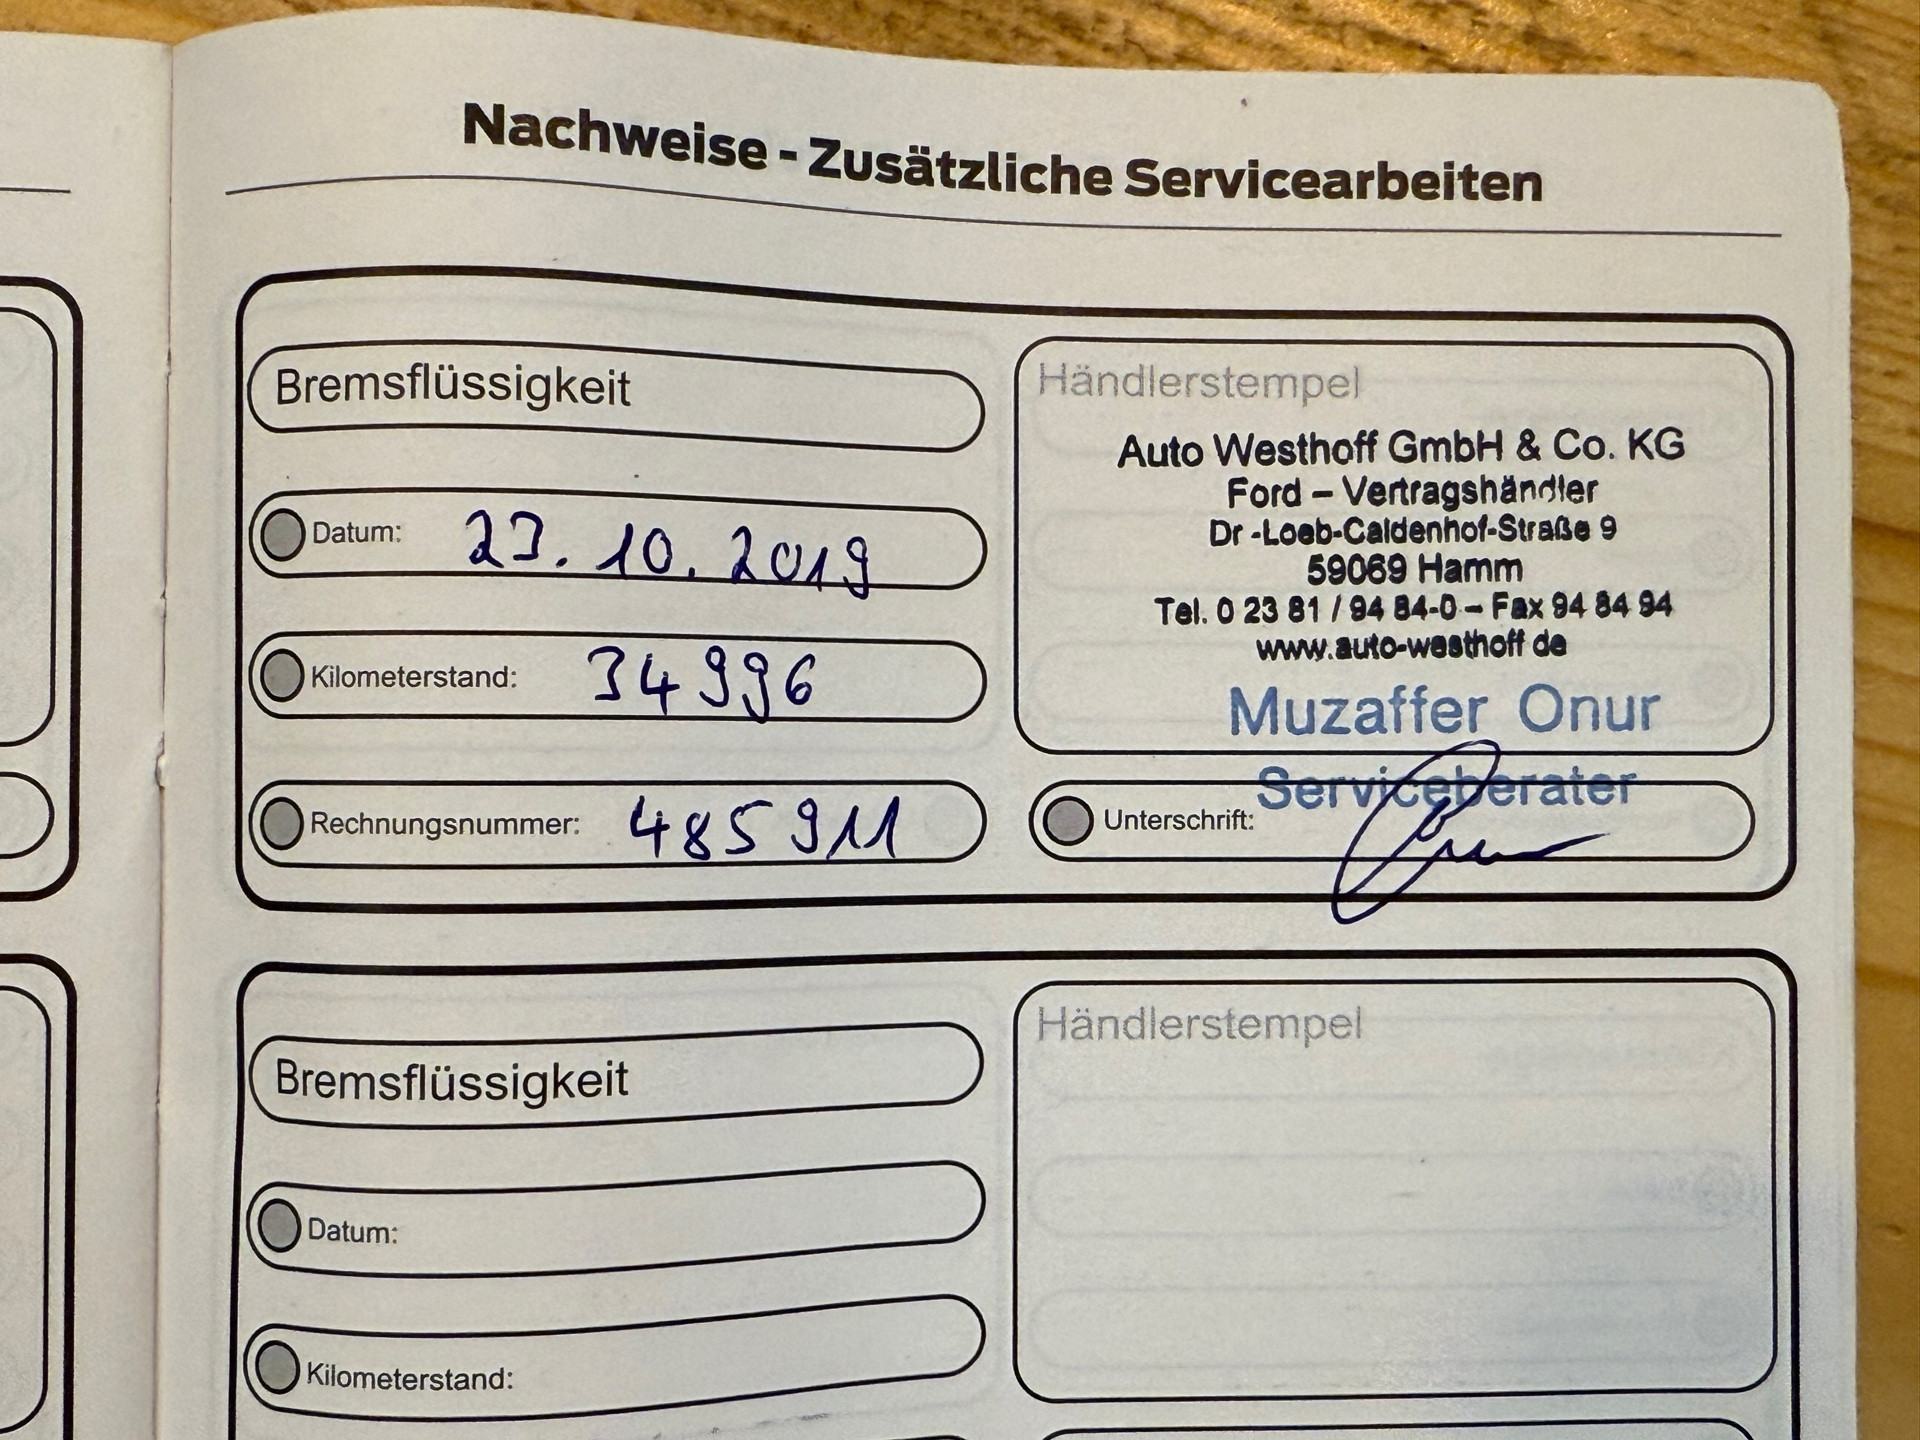 Nachweise - Zusätzliche Servicearbeiten
Bremsflüssigkeit
Datum: 23.10.2019
Kilometerstand: 34996
Rechnungsnummer: 485911
Händlerstempel
Auto Westhoff GmbH & Co. KG
Ford – Vertragshändler
Dr -Loeb-Caldenhof-Straße 9
59069 Hamm
Tel. 0 23 81 / 94 84-0 – Fax 94 84 94
www.auto-westhoff de
Muzaffer Onur
Serviceberater
Unterschrift:
Bremsflüssigkeit
Datum:
Kilometerstand:
Händlerstempel